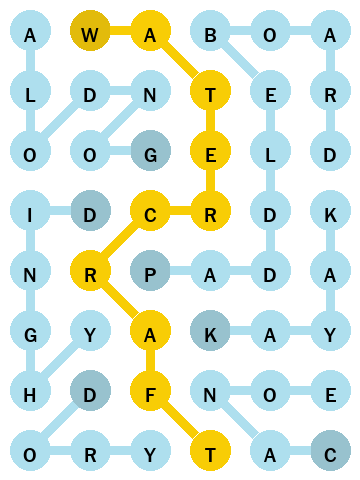 A W A B O A
L D N T E R
O O G E L D
I D C R D K
N R P A D A
G Y A K A Y
H D F N O E
O R Y T A C